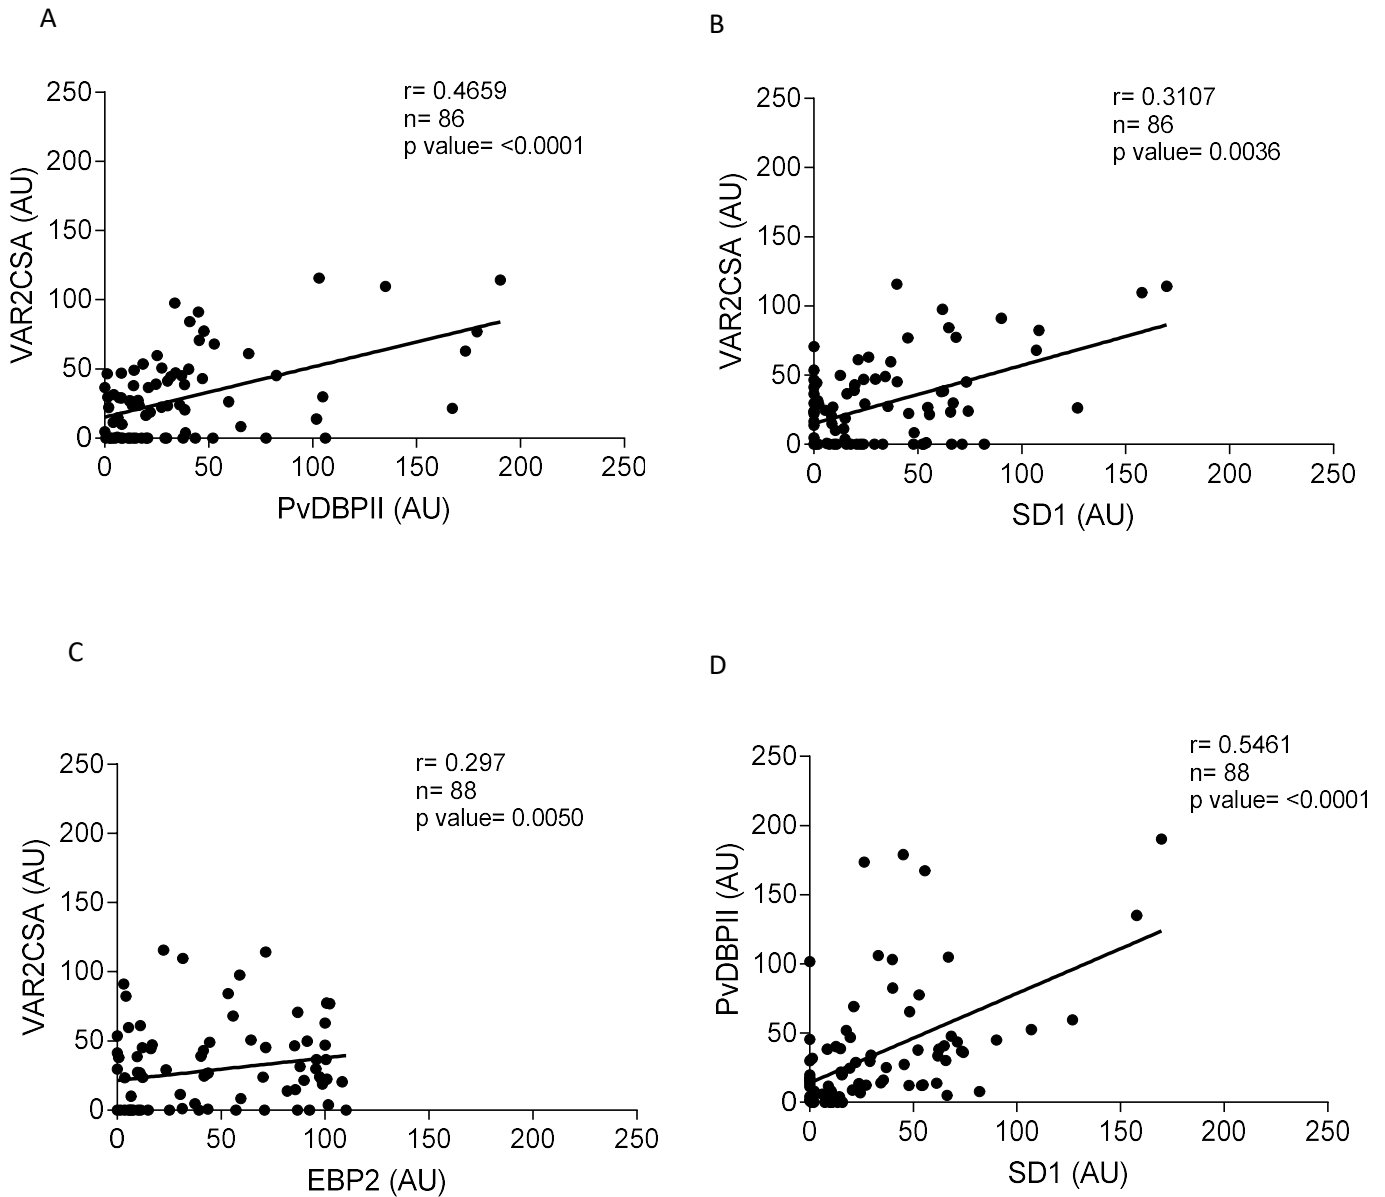 A
r= 0.4659
n= 86
p value= <0.0001
250
200
150
100
50
0
VAR2CSA (AU)
0 50 100 150 200 250
PvDBPII (AU)
B
r= 0.3107
n= 86
p value= 0.0036
250
200
150
100
50
0
VAR2CSA (AU)
0 50 100 150 200 250
SD1 (AU)
C
r= 0.297
n= 88
p value= 0.0050
250
200
150
100
50
0
VAR2CSA (AU)
0 50 100 150 200 250
EBP2 (AU)
D
r= 0.5461
n= 88
p value= <0.0001
250
200
150
100
50
0
PvDBPII (AU)
0 50 100 150 200 250
SD1 (AU)